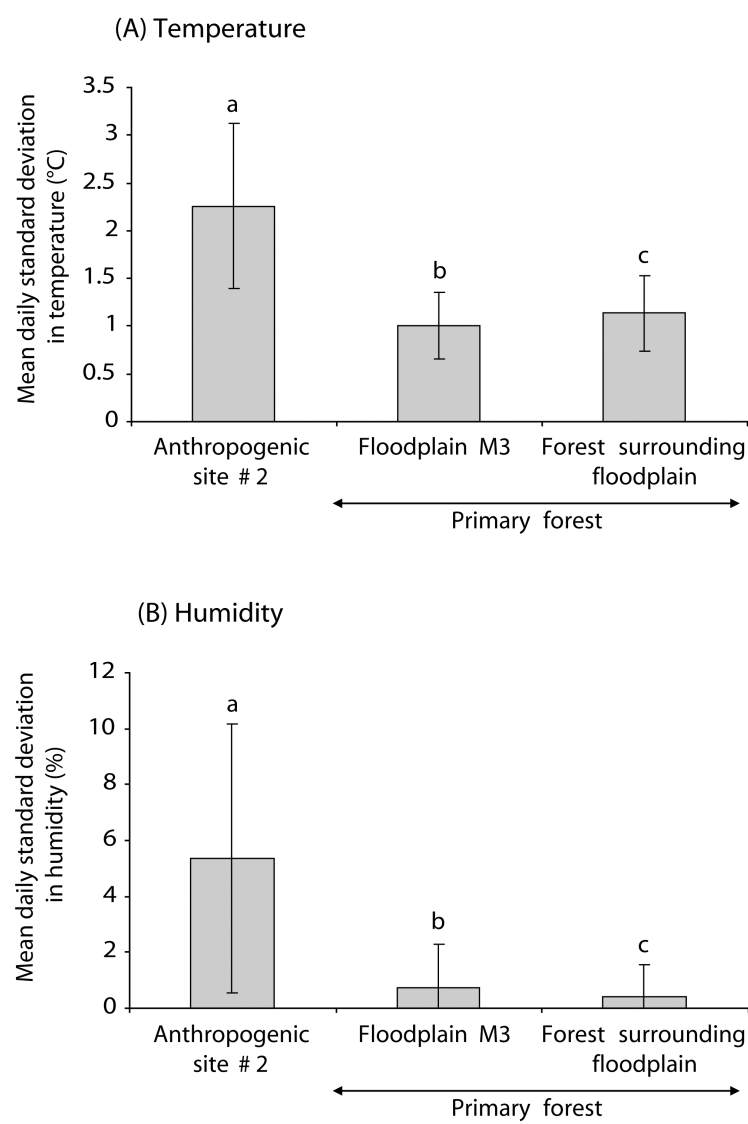 (A) Temperature
Mean daily standard deviation
in temperature (°C)
3.5
3
2.5
2
1.5
1
0.5
0
a
b
c
Anthropogenic
site # 2
Floodplain M3
Forest surrounding
floodplain
Primary forest
(B) Humidity
Mean daily standard deviation
in humidity (%)
12
10
8
6
4
2
0
a
b
c
Anthropogenic
site # 2
Floodplain M3
Forest surrounding
floodplain
Primary forest